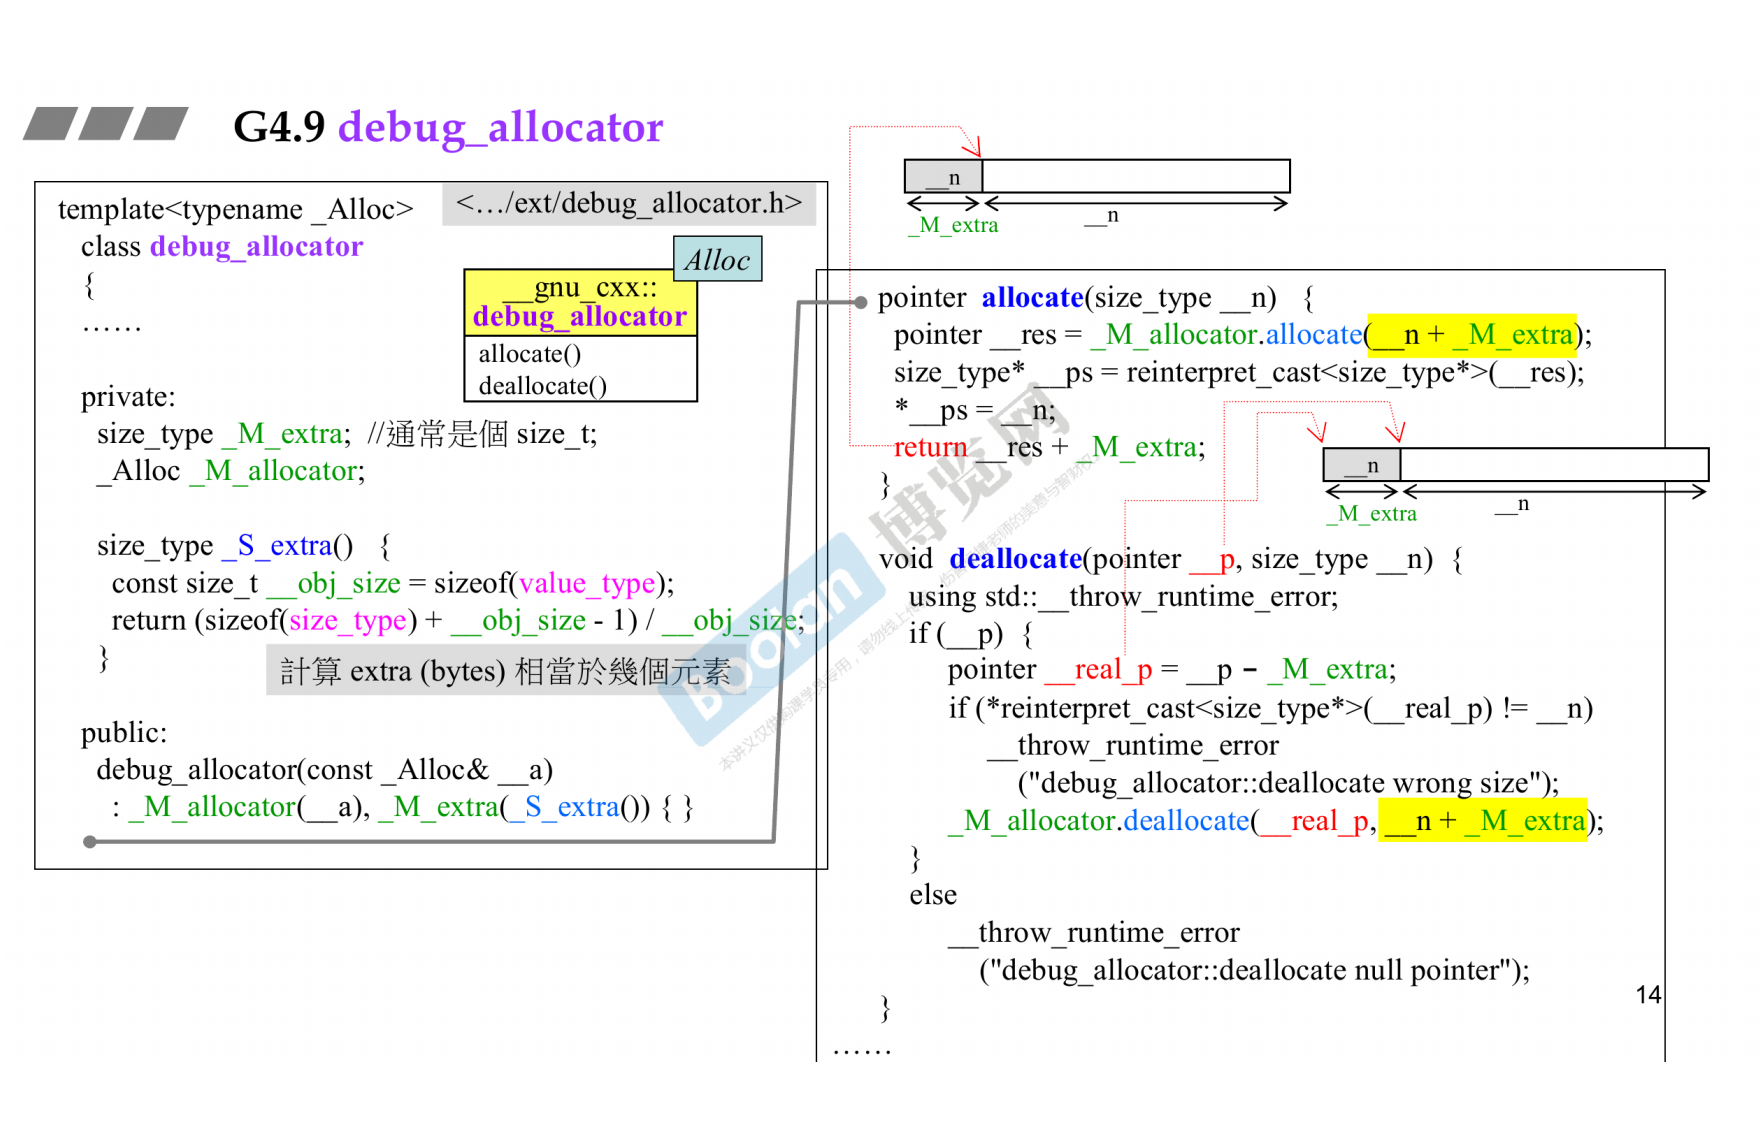 G4.9 debug_allocator
<…/ext/debug_allocator.h>
template<typename _Alloc>
class debug_allocator
{
……
Alloc
__gnu_cxx::
debug_allocator
allocate()
deallocate()
private:
size_type _M_extra; //通常是個 size_t;
_Alloc _M_allocator;
size_type _S_extra() {
const size_t __obj_size = sizeof(value_type);
return (sizeof(size_type) + __obj_size - 1) / __obj_size;
}
計算 extra (bytes) 相當於幾個元素
public:
debug_allocator(const _Alloc& __a)
: _M_allocator(__a), _M_extra(_S_extra()) { }
__n
_M_extra
__n
pointer allocate(size_type __n) {
pointer __res = _M_allocator.allocate(__n + _M_extra);
size_type* __ps = reinterpret_cast<size_type*>(__res);
*__ps = __n;
return __res + _M_extra;
}
__n
_M_extra
__n
void deallocate(pointer __p, size_type __n) {
using std::__throw_runtime_error;
if (__p) {
pointer __real_p = __p – _M_extra;
if (*reinterpret_cast<size_type*>(__real_p) != __n)
__throw_runtime_error
("debug_allocator::deallocate wrong size");
_M_allocator.deallocate(__real_p, __n + _M_extra);
}
else
__throw_runtime_error
("debug_allocator::deallocate null pointer");
}
……
14
Boolan
博览网